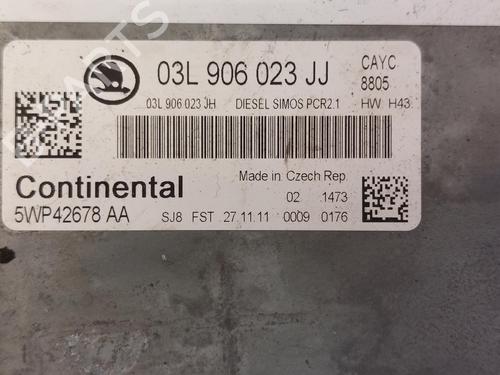 03L 906 023 JJ
CAYC
8805
03L 906 023 JH DIESEL SIMOS PCR2.1 HW H43
Made in Czech Rep.
Continental
02 1473
5WP42678 AA
SJ8 FST 27.11.11 0009 0176
PARTS